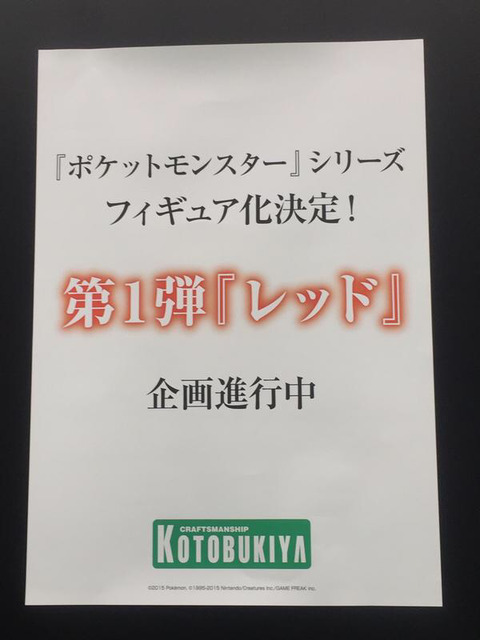 『ポケットモンスター』シリーズ
フィギュア化決定！
第1弾『レッド』
企画進行中
CRAFTSMANSHIP
KOTOBUKIYA
©2015 Pokémon. ©1995-2015 Nintendo/Creatures Inc./GAME FREAK inc.